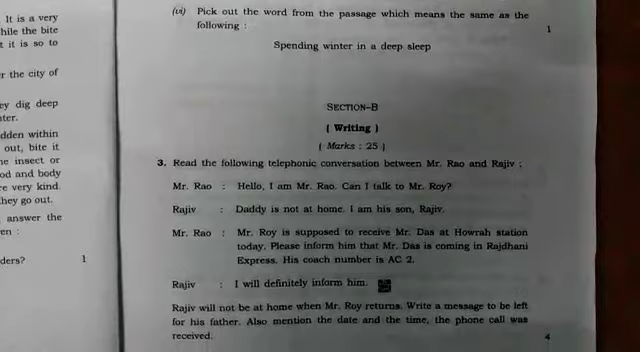 It is a very
hile the bite
t it is so to
r the city of
ey dig deep
ter.
dden within
out, bite it
he insect or
od and body
re very kind.
hey go out.
answer the
en :
ders? 1
(vi) Pick out the word from the passage which means the same as the
following : 1
Spending winter in a deep sleep
SECTION–B
( Writing )
( Marks : 25 )
3. Read the following telephonic conversation between Mr. Rao and Rajiv :
Mr. Rao : Hello, I am Mr. Rao. Can I talk to Mr. Roy?
Rajiv : Daddy is not at home. I am his son, Rajiv.
Mr. Rao : Mr. Roy is supposed to receive Mr. Das at Howrah station
today. Please inform him that Mr. Das is coming in Rajdhani
Express. His coach number is AC 2.
Rajiv : I will definitely inform him.
Rajiv will not be at home when Mr. Roy returns. Write a message to be left
for his father. Also mention the date and the time, the phone call was
received. 4